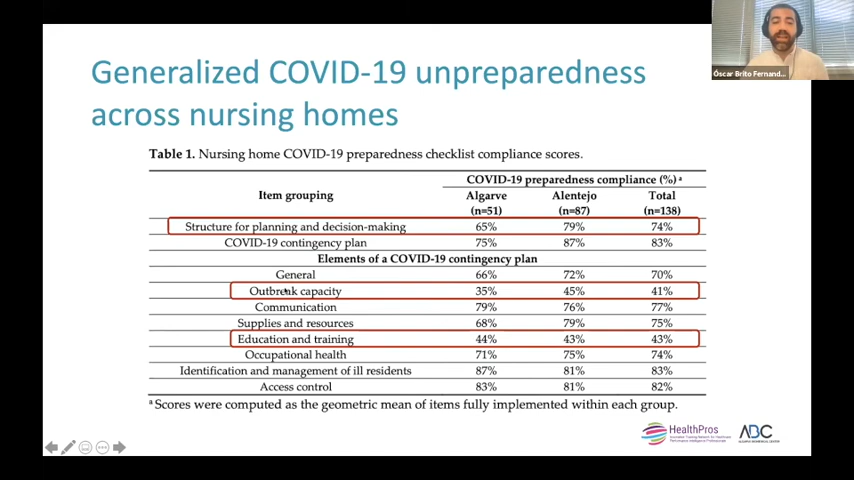 Óscar Brito Fernand...
Generalized COVID-19 unpreparedness
across nursing homes
Table 1. Nursing home COVID-19 preparedness checklist compliance scores.
COVID-19 preparedness compliance (%) a
Item grouping Algarve Alentejo Total
(n=51) (n=87) (n=138)
Structure for planning and decision-making 65% 79% 74%
COVID-19 contingency plan 75% 87% 83%
Elements of a COVID-19 contingency plan
General 66% 72% 70%
Outbreak capacity 35% 45% 41%
Communication 79% 76% 77%
Supplies and resources 68% 79% 75%
Education and training 44% 43% 43%
Occupational health 71% 75% 74%
Identification and management of ill residents 87% 81% 83%
Access control 83% 81% 82%
a Scores were computed as the geometric mean of items fully implemented within each group.
HealthPros
ABC